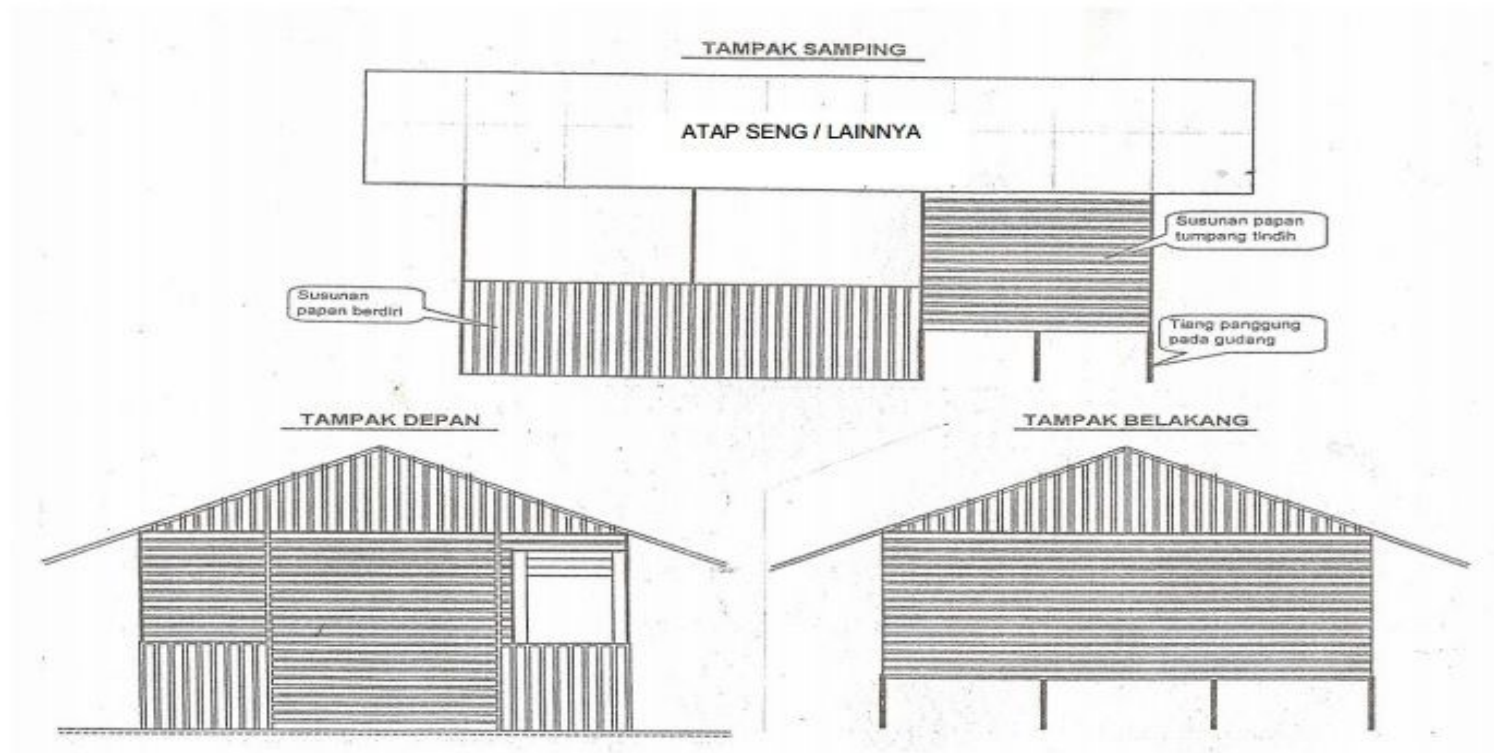 TAMPAK SAMPING
ATAP SENG / LAINNYA
Susunan papan
tumpang tindih
Susunan
papan berdiri
Tiang panggung
pada gudang
TAMPAK DEPAN
TAMPAK BELAKANG